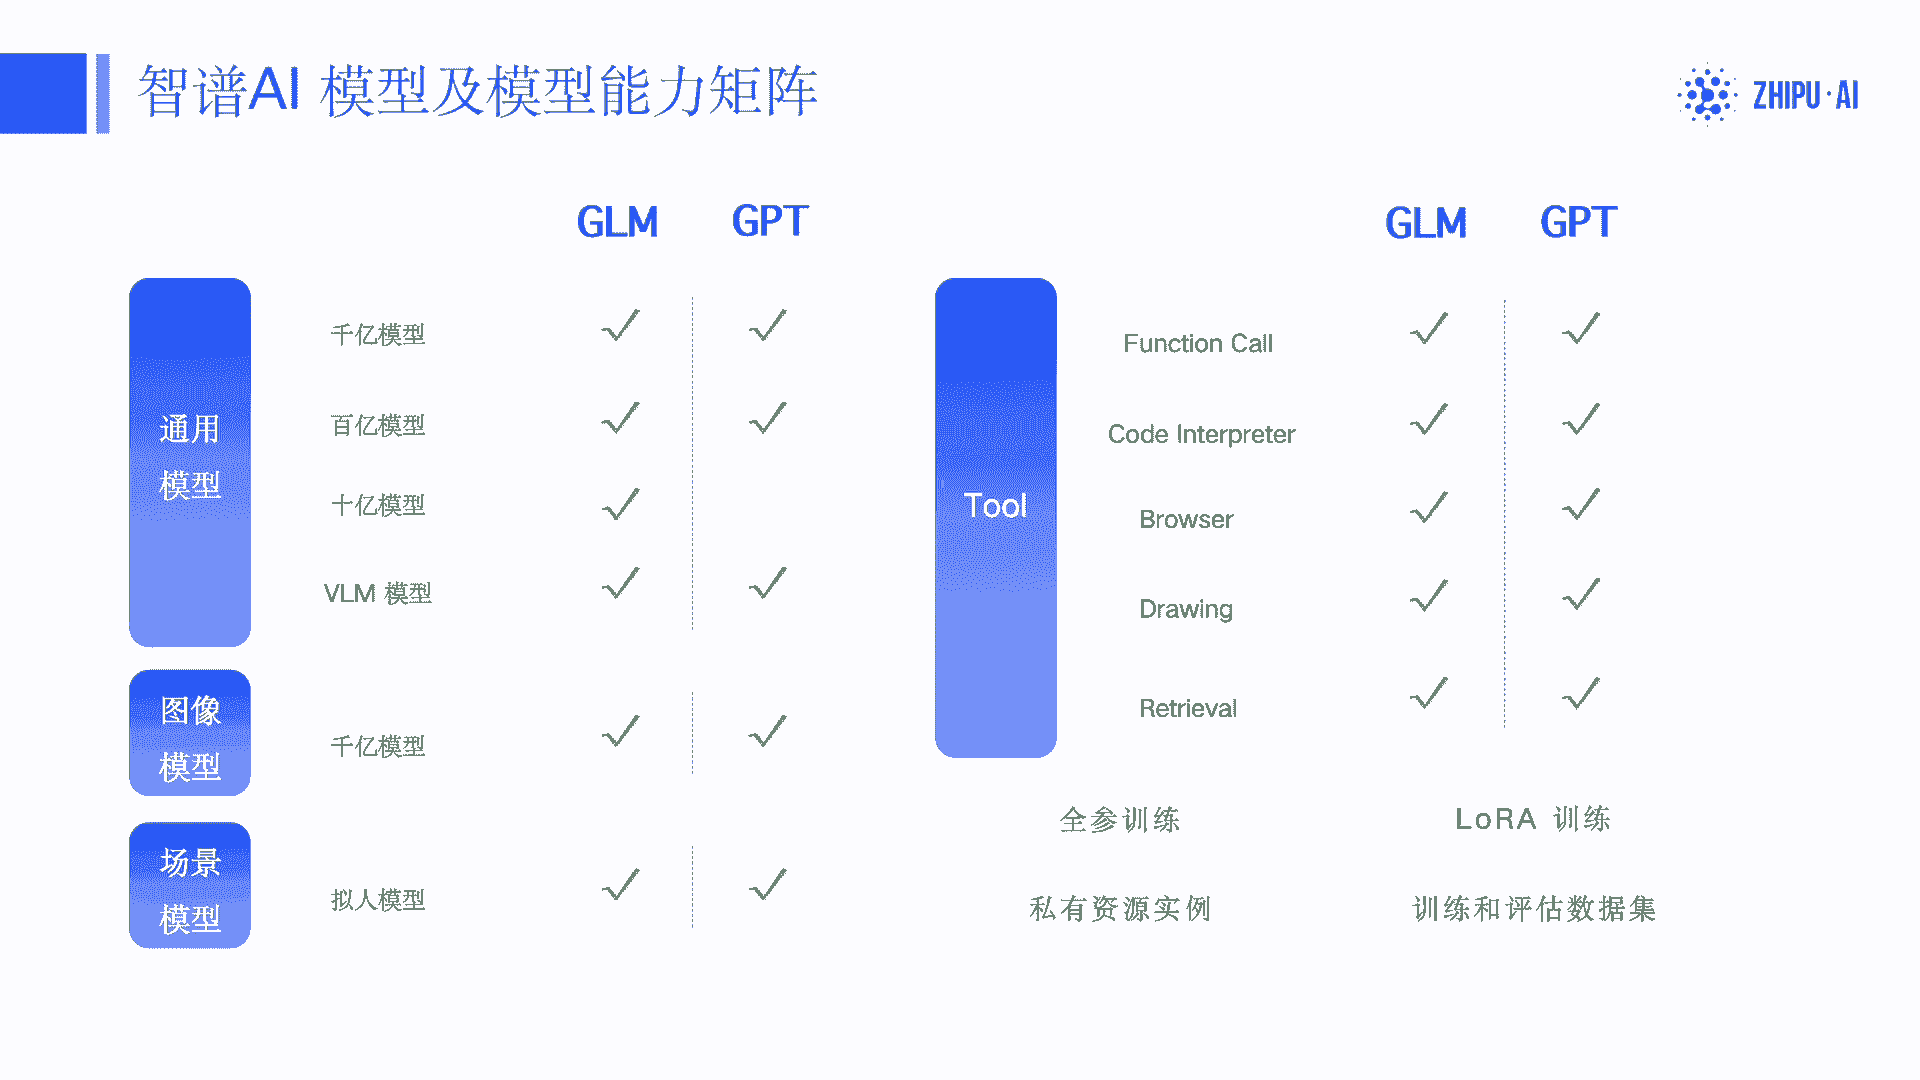 智谱AI 模型及模型能力矩阵
ZHIPU·AI
GLM GPT
通用
模型
千亿模型 √ √
百亿模型 √ √
十亿模型 √
VLM 模型 √ √
图像
模型
千亿模型 √ √
场景
模型
拟人模型 √ √
GLM GPT
Tool
Function Call √ √
Code Interpreter √ √
Browser √ √
Drawing √ √
Retrieval √ √
全参训练 LoRA 训练
私有资源实例 训练和评估数据集